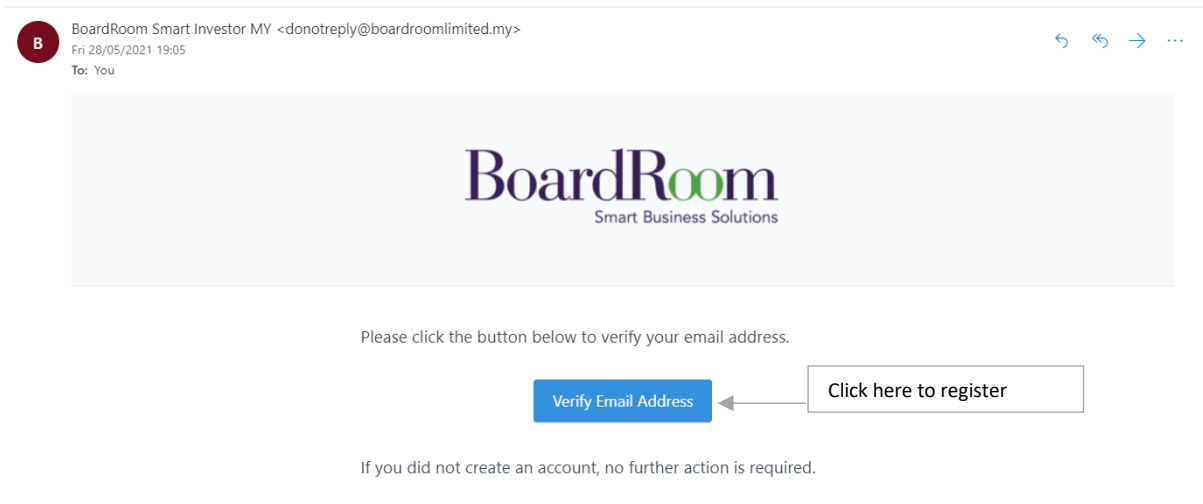 B
BoardRoom Smart Investor MY <donotreply@boardroomlimited.my>
Fri 28/05/2021 19:05
To: You
BoardRoom
Smart Business Solutions
Please click the button below to verify your email address.
Verify Email Address
Click here to register
If you did not create an account, no further action is required.